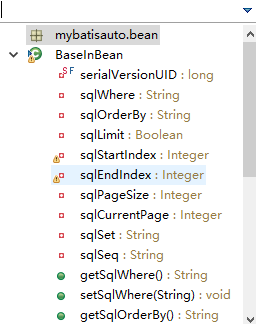 mybatisauto.bean
BaseInBean
serialVersionUID : long
sqlWhere : String
sqlOrderBy : String
sqlLimit : Boolean
sqlStartIndex : Integer
sqlEndIndex : Integer
sqlPageSize : Integer
sqlCurrentPage : Integer
sqlSet : String
sqlSeq : String
getSqlWhere() : String
setSqlWhere(String) : void
getSqlOrderBy() : String